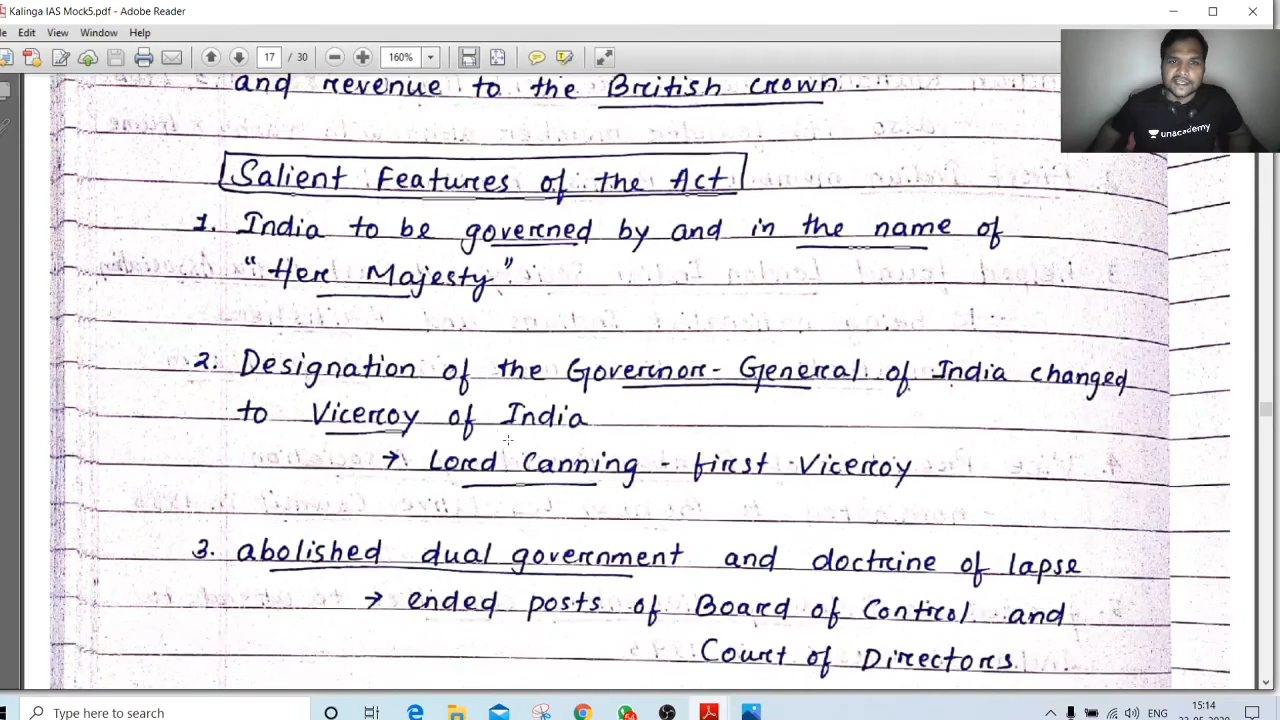 Kalinga IAS Mock5.pdf - Adobe Reader
Edit View Window Help
17 / 30 160%
unacademy
and revenue to the British crown.
Salient Features of the Act
1. India to be governed by and in the name of
"Her Majesty"
2. Designation of the Governor-General of India changed
to Viceroy of India
→ Lord Canning - first Viceroy
3. abolished dual government and doctrine of lapse
→ ended posts of Board of Control and
Court of Directors.
Type here to search
ENG
15:14